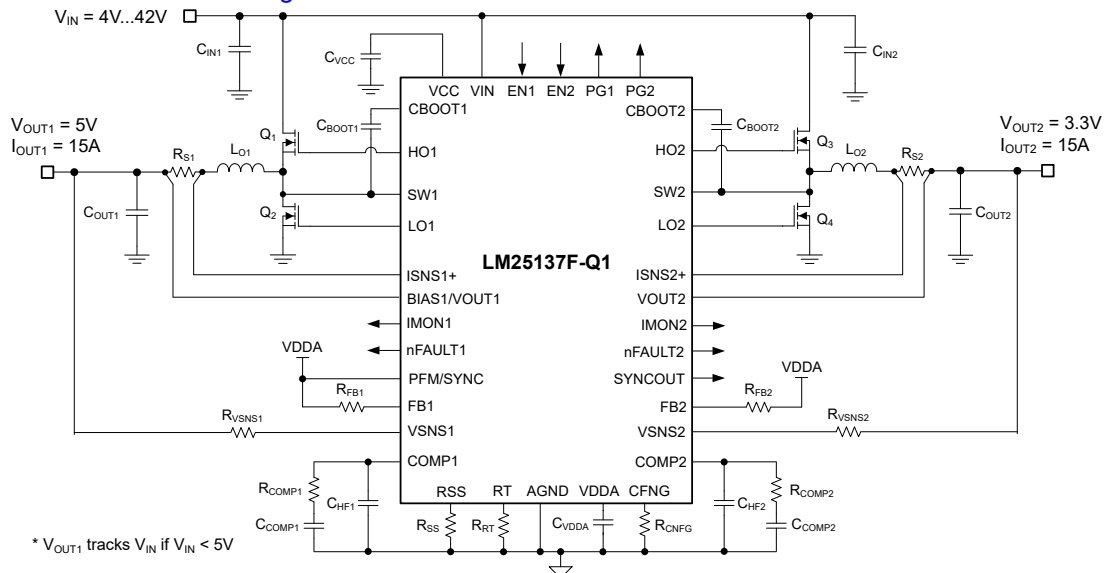 V_IN = 4V...42V
C_IN1
C_VCC
C_IN2
VCC VIN EN1 EN2 PG1 PG2
CBOOT1
CBOOT2
V_OUT1 = 5V
I_OUT1 = 15A
V_OUT2 = 3.3V
I_OUT2 = 15A
C_BOOT1
C_BOOT2
Q_1
Q_3
R_S1
L_O1
HO1
HO2
L_O2
R_S2
SW1
SW2
C_OUT1
Q_2
LO1
LO2
Q_4
C_OUT2
LM25137F-Q1
ISNS1+
ISNS2+
BIAS1/VOUT1
VOUT2
IMON1
IMON2
VDDA
nFAULT1
nFAULT2
VDDA
PFM/SYNC
SYNCOUT
R_FB1
FB1
FB2
R_FB2
R_VSNS1
VSNS1
VSNS2
R_VSNS2
COMP1
COMP2
R_COMP1
C_HF1
RSS RT AGND VDDA CFNG
C_HF2
R_COMP2
C_COMP1
R_SS
R_RT
C_VDDA
R_CNFG
C_COMP2
* V_OUT1 tracks V_IN if V_IN < 5V